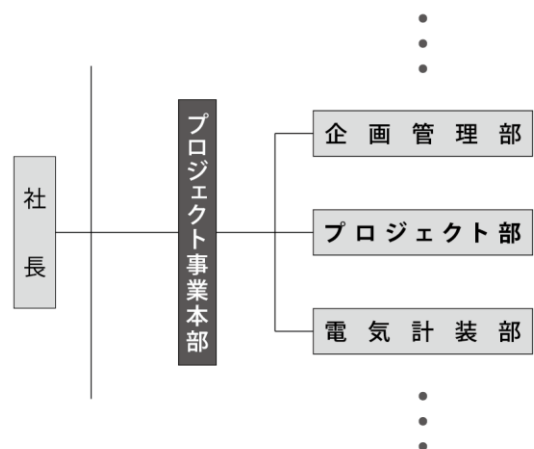 社長
プロジェクト事業本部
企画管理部
プロジェクト部
電気計装部